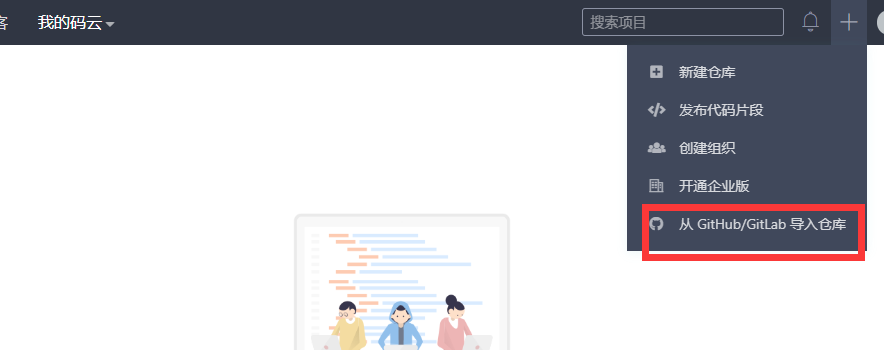 客 我的码云 搜索项目
新建仓库
发布代码片段
创建组织
开通企业版
从 GitHub/GitLab 导入仓库